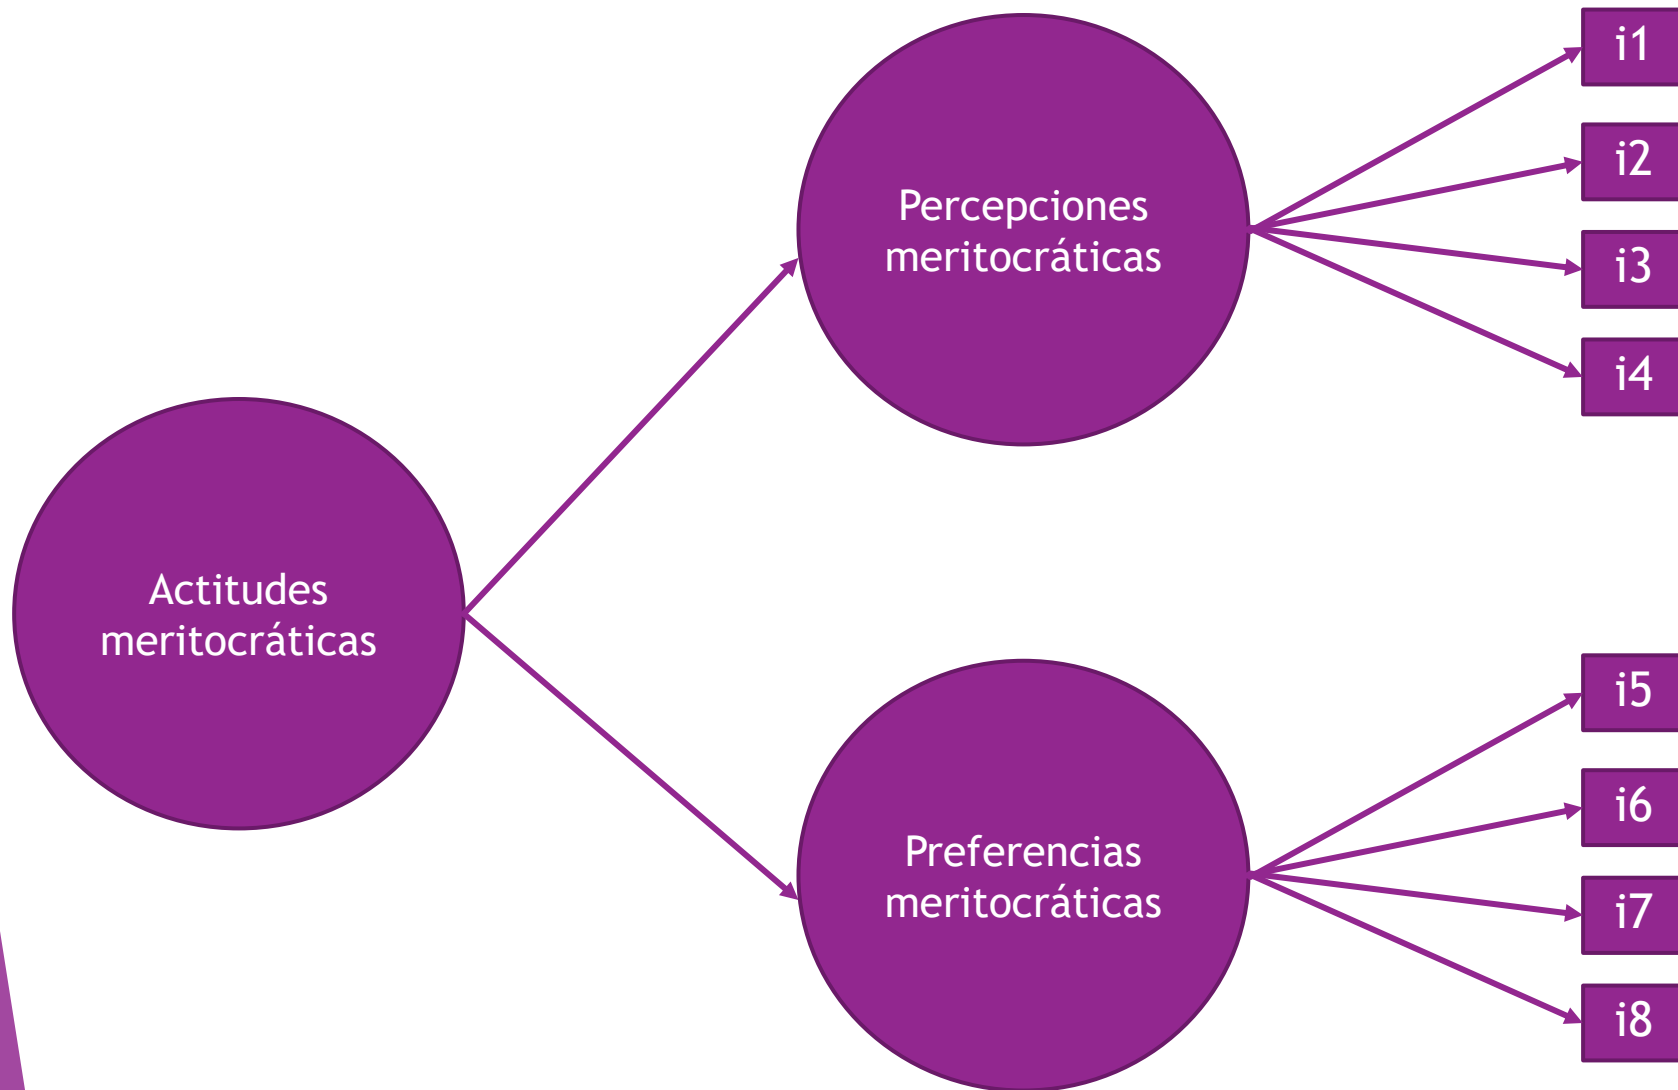 Actitudes
meritocráticas
Percepciones
meritocráticas
i1
i2
i3
i4
Preferencias
meritocráticas
i5
i6
i7
i8